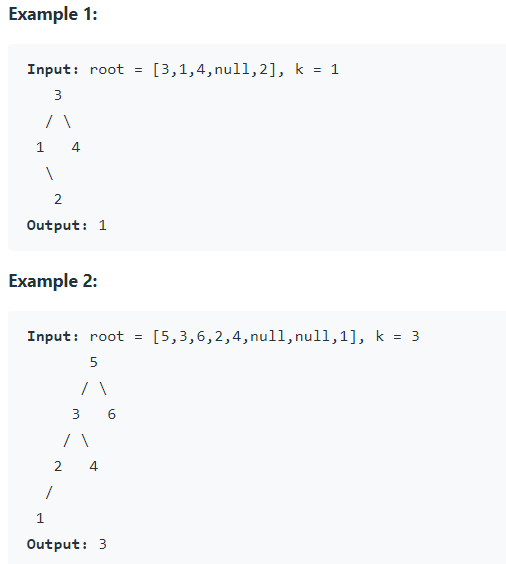 Example 1:
Input: root = [3,1,4,null,2], k = 1
   3
  / \
 1   4
  \
   2
Output: 1
Example 2:
Input: root = [5,3,6,2,4,null,null,1], k = 3
       5
      / \
     3   6
    / \
   2   4
  /
 1
Output: 3